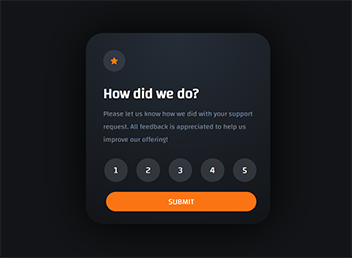 How did we do?
Please let us know how we did with your support
request. All feedback is appreciated to help us
improve our offering!
1 2 3 4 5
SUBMIT